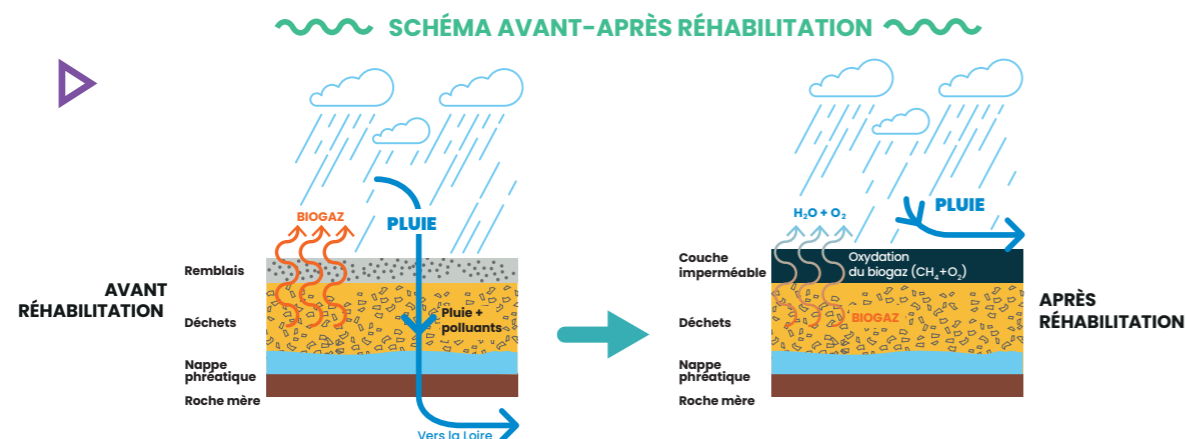 SCHÉMA AVANT-APRÈS RÉHABILITATION
AVANT
RÉHABILITATION
BIOGAZ
PLUIE
Remblais
Déchets
Pluie +
polluants
Nappe
phréatique
Roche mère
Vers la Loire
H₂O + O₂
PLUIE
Couche
imperméable
Oxydation
du biogaz (CH₄+O₂)
Déchets
BIOGAZ
Nappe
phréatique
Roche mère
APRÈS
RÉHABILITATION